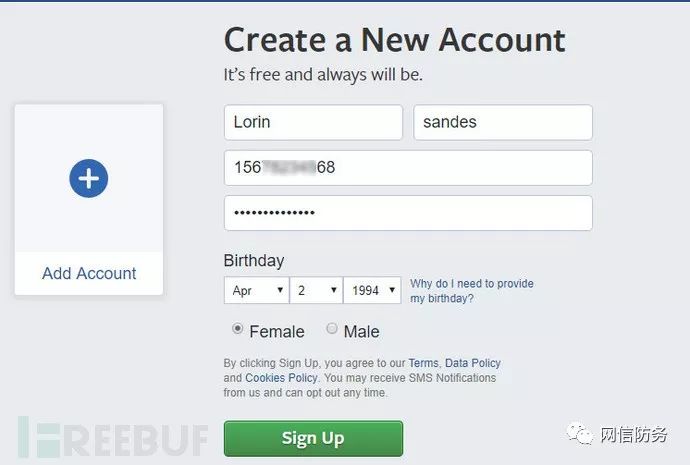 Create a New Account
It's free and always will be.
Lorin
sandes
156
68
••••••••••••••
Birthday
Apr
2
1994
Why do I need to provide
my birthday?
Female
Male
By clicking Sign Up, you agree to our Terms, Data Policy
and Cookies Policy. You may receive SMS Notifications
from us and can opt out any time.
Sign Up
Add Account
FREEBUF
网信防务